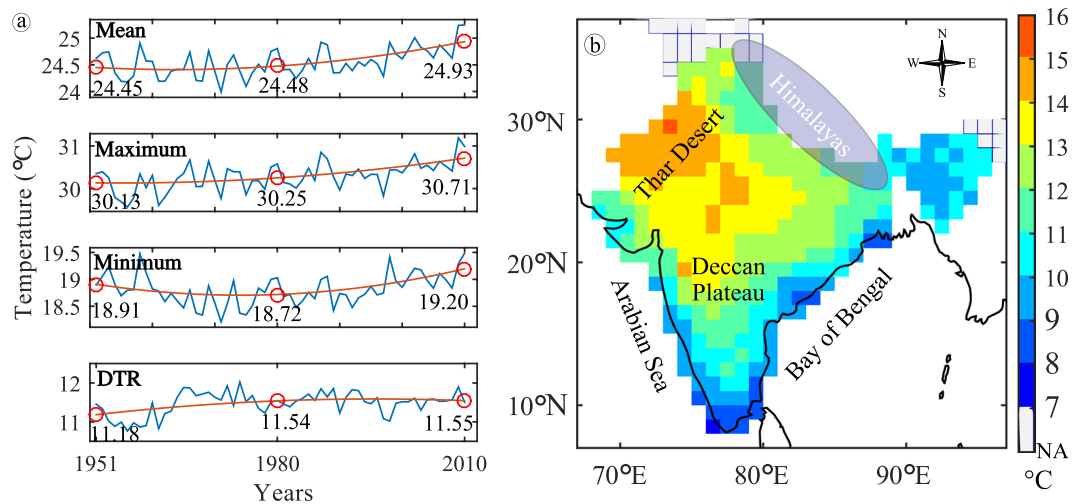 a
Temperature (°C)
Mean
25
24.5
24
24.45
24.48
24.93
Maximum
31
30
30.13
30.25
30.71
Minimum
19.5
19
18.5
18.91
18.72
19.20
DTR
12
11
11.18
11.54
11.55
1951
1980
2010
Years
b
N
W
E
S
Himalayas
Thar Desert
Deccan
Plateau
Arabian Sea
Bay of Bengal
30°N
20°N
10°N
70°E
80°E
90°E
16
15
14
13
12
11
10
9
8
7
NA
°C